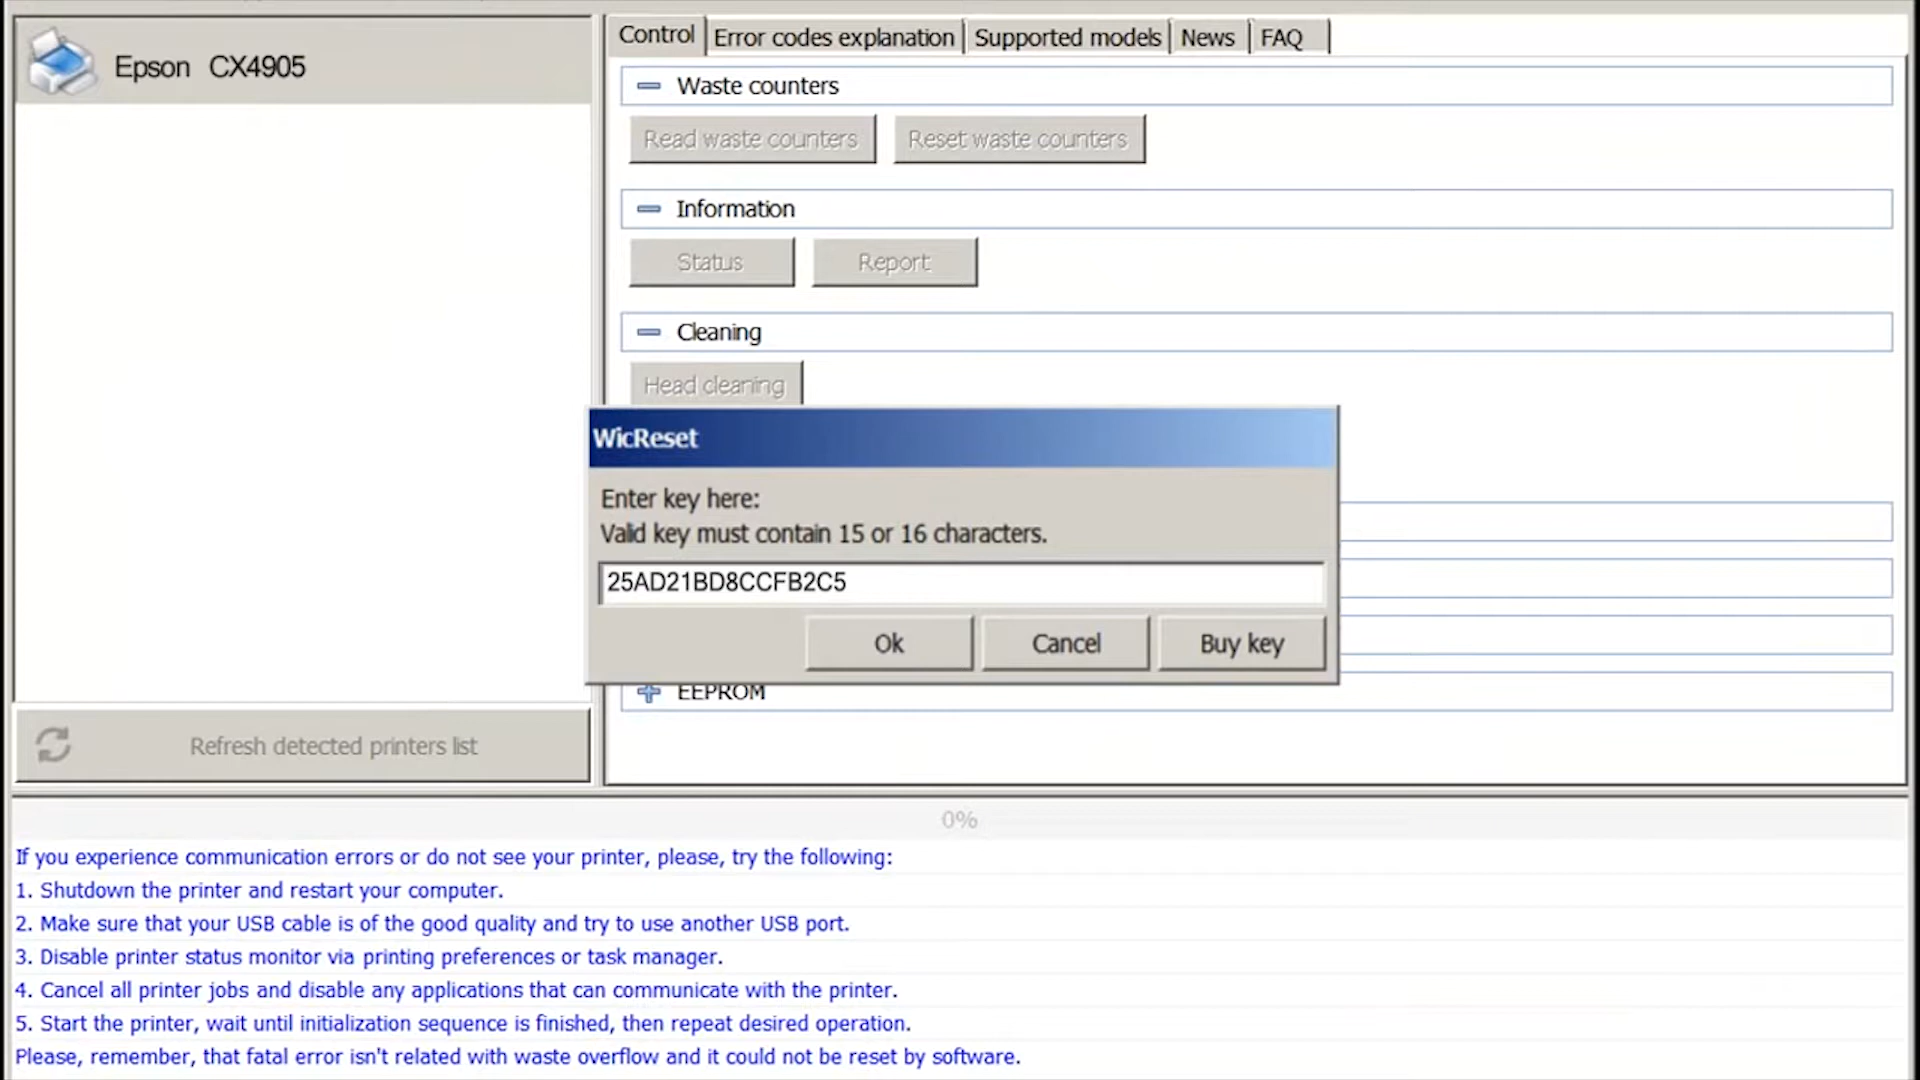 Epson CX4905
Control
Error codes explanation
Supported models
News
FAQ
Waste counters
Read waste counters
Reset waste counters
Information
Status
Report
Cleaning
Head cleaning
WicReset
Enter key here:
Valid key must contain 15 or 16 characters.
25AD21BD8CCFB2C5
Ok
Cancel
Buy key
EEPROM
Refresh detected printers list
0%
If you experience communication errors or do not see your printer, please, try the following:
1. Shutdown the printer and restart your computer.
2. Make sure that your USB cable is of the good quality and try to use another USB port.
3. Disable printer status monitor via printing preferences or task manager.
4. Cancel all printer jobs and disable any applications that can communicate with the printer.
5. Start the printer, wait until initialization sequence is finished, then repeat desired operation.
Please, remember, that fatal error isn't related with waste overflow and it could not be reset by software.